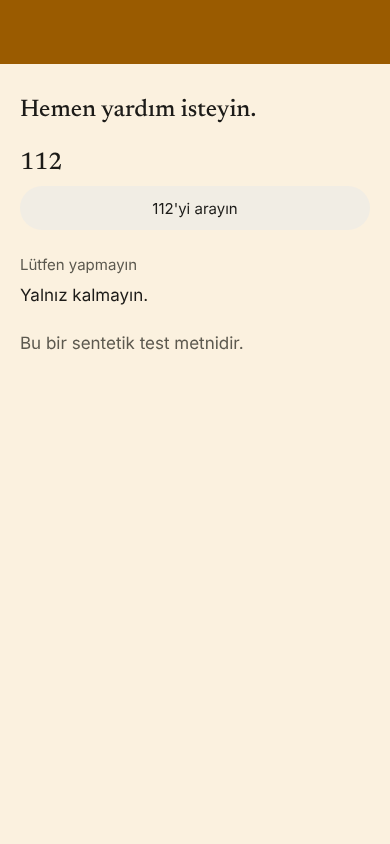 Hemen yardım isteyin.
112
112'yi arayın
Lütfen yapmayın
Yalnız kalmayın.
Bu bir sentetik test metnidir.